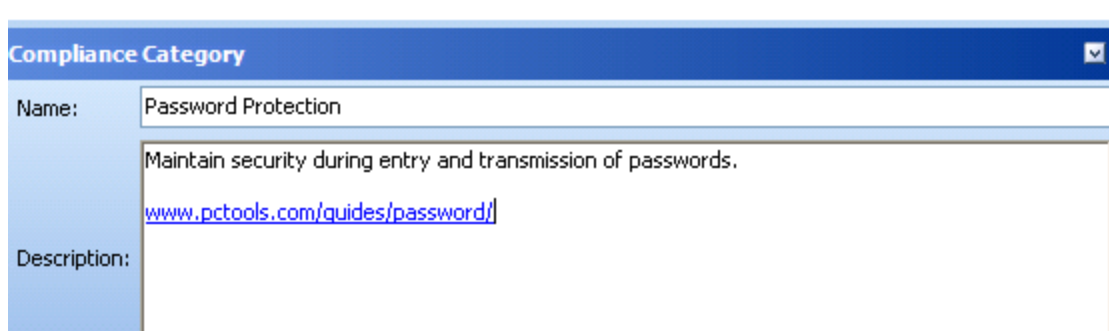 Compliance Category
Name:
Password Protection
Maintain security during entry and transmission of passwords.
www.pctools.com/guides/password/
Description: